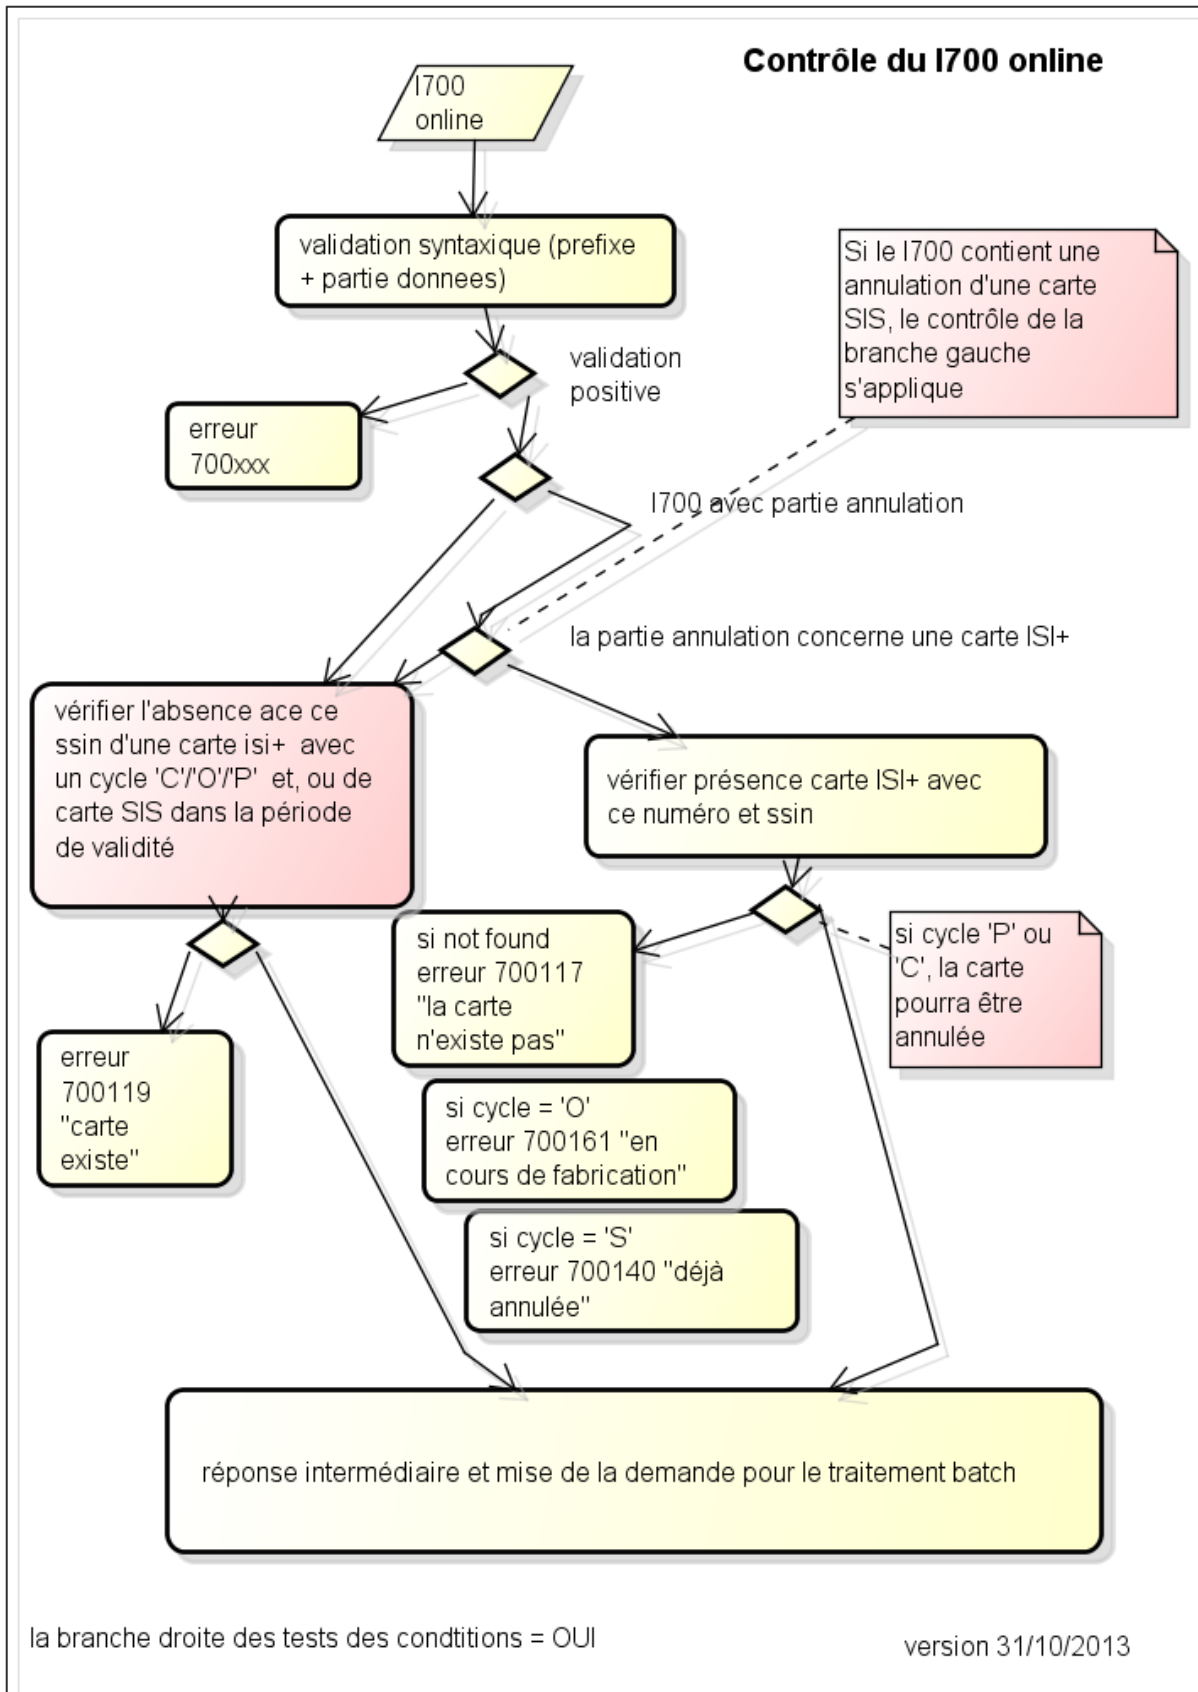 Contrôle du I700 online
I700
online
validation syntaxique (prefixe
+ partie donnees)
Si le I700 contient une
annulation d'une carte
SIS, le contrôle de la
branche gauche
s'applique
validation
positive
erreur
700xxx
I700 avec partie annulation
la partie annulation concerne une carte ISI+
vérifier l'absence ace ce
ssin d'une carte isi+ avec
un cycle 'C'/'O'/'P' et, ou de
carte SIS dans la période
de validité
vérifier présence carte ISI+ avec
ce numéro et ssin
si not found
erreur 700117
"la carte
n'existe pas"
si cycle 'P' ou
'C', la carte
pourra être
annulée
erreur
700119
"carte
existe"
si cycle = 'O'
erreur 700161 "en
cours de fabrication"
si cycle = 'S'
erreur 700140 "déjà
annulée"
réponse intermédiaire et mise de la demande pour le traitement batch
la branche droite des tests des condtitions = OUI
version 31/10/2013